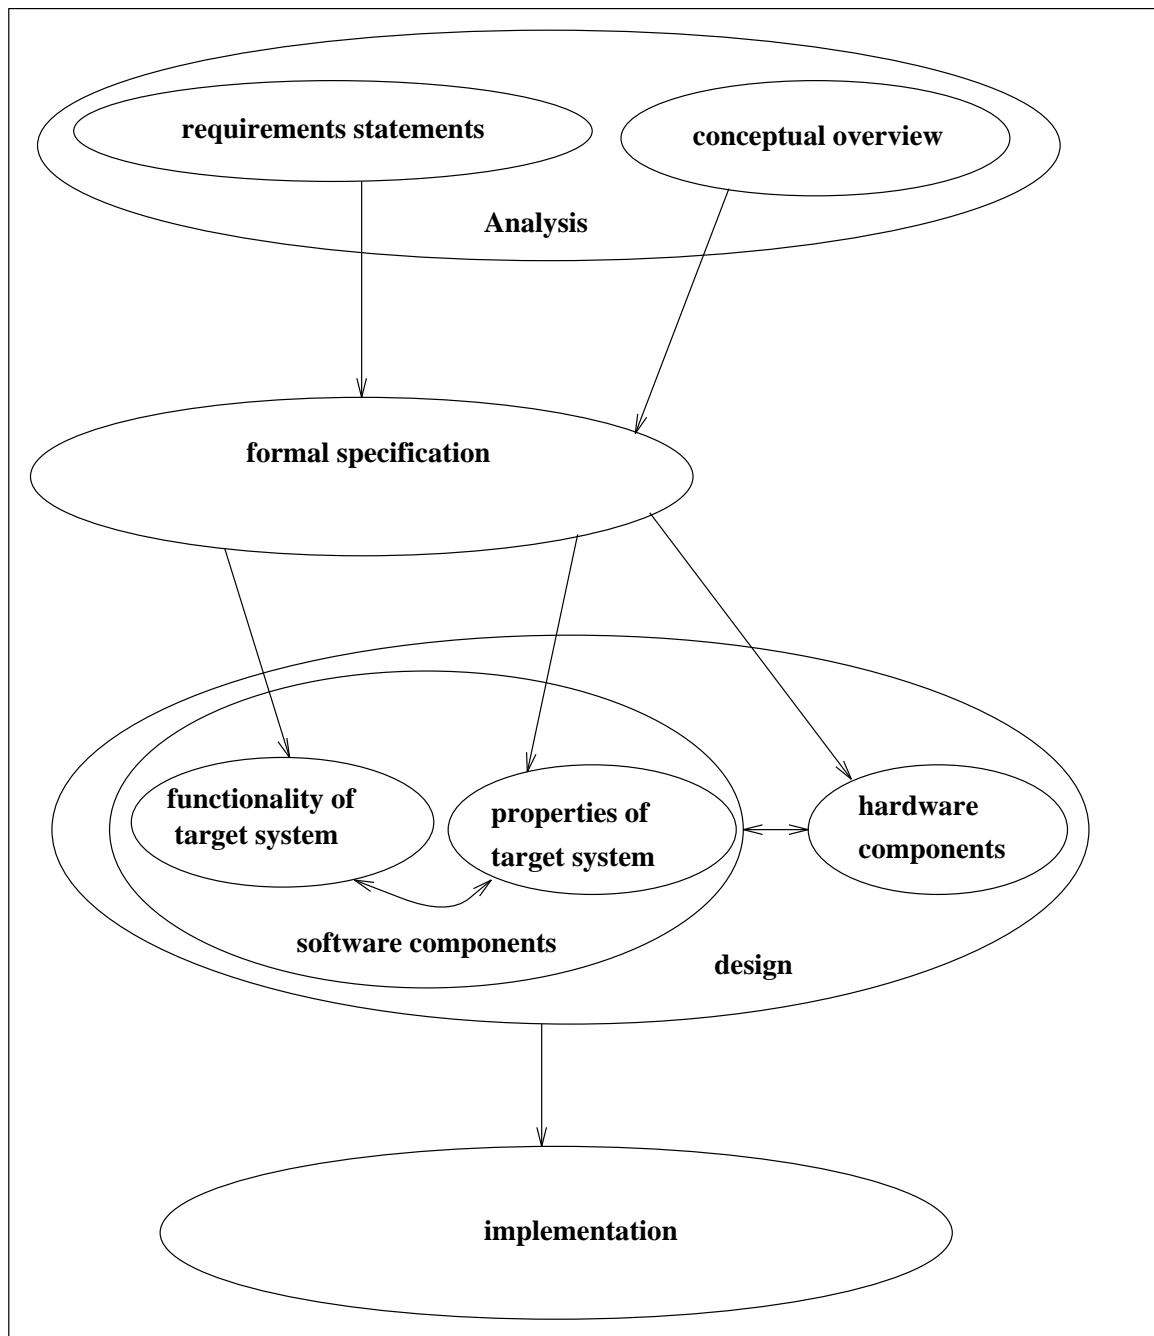 requirements statements
conceptual overview
Analysis
formal specification
functionality of
target system
properties of
target system
hardware
components
software components
design
implementation